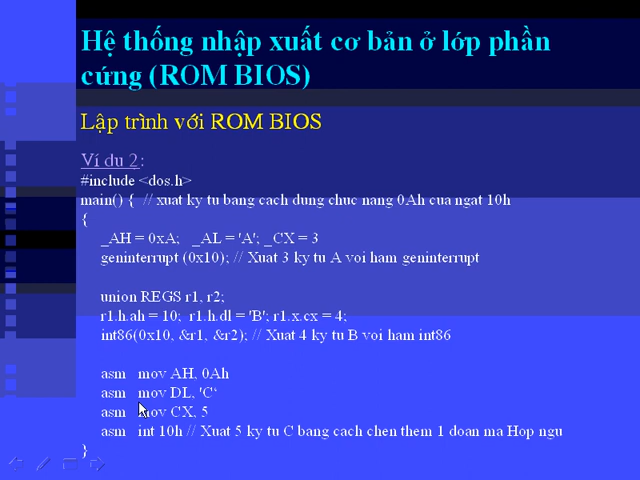 Hệ thống nhập xuất cơ bản ở lớp phần
cứng (ROM BIOS)
Lập trình với ROM BIOS
Ví du 2:
#include <dos.h>
main() { // xuat ky tu bang cach dung chuc nang 0Ah cua ngat 10h
{
_AH = 0xA; _AL = 'A'; _CX = 3
geninterrupt (0x10); // Xuat 3 ky tu A voi ham geninterrupt
union REGS r1, r2;
r1.h.ah = 10; r1.h.dl = 'B'; r1.x.cx = 4;
int86(0x10, &r1, &r2); // Xuat 4 ky tu B voi ham int86
asm mov AH, 0Ah
asm mov DL, 'C‘
asm mov CX, 5
asm int 10h // Xuat 5 ky tu C bang cach chen them 1 doan ma Hop ngu
}